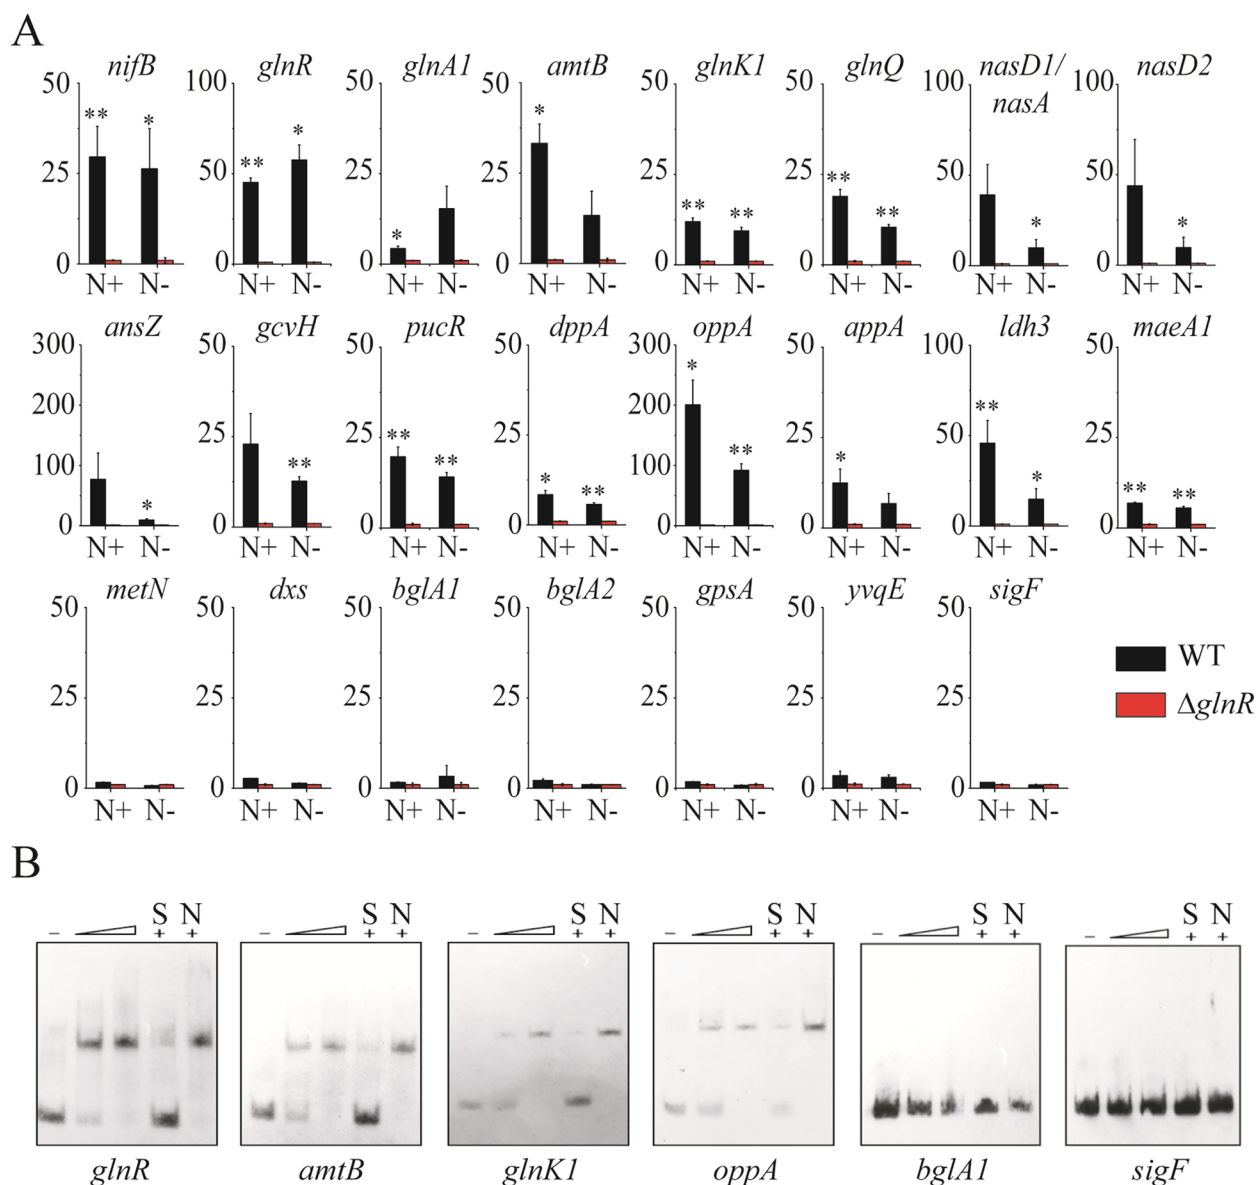 A
nifB glnR glnA1 amtB glnK1 glnQ nasD1/ nasD2
nasA
50 100 50 50 50 50 100 100
** * ** * * * ** ** ** ** * *
25 50 25 25 25 25 50 50
0 0 0 0 0 0 0 0
N+ N- N+ N- N+ N- N+ N- N+ N- N+ N- N+ N- N+ N-
ansZ gcvH pucR dppA oppA appA ldh3 maeA1
300 50 50 50 300 50 100 50
200 200
25 25 25 25 50 25
100 100
* ** ** ** * ** * ** * ** * ** **
0 0 0 0 0 0 0 0
N+ N- N+ N- N+ N- N+ N- N+ N- N+ N- N+ N- N+ N-
metN dxs bglA1 bglA2 gpsA yvqE sigF
50 50 50 50 50 50 50
WT
25 25 25 25 25 25 25
ΔglnR
0 0 0 0 0 0 0
N+ N- N+ N- N+ N- N+ N- N+ N- N+ N- N+ N-
B
S N S N S N S N S N S N
– + + – + + – + + – + + – + + – + +
glnR amtB glnK1 oppA bglA1 sigF